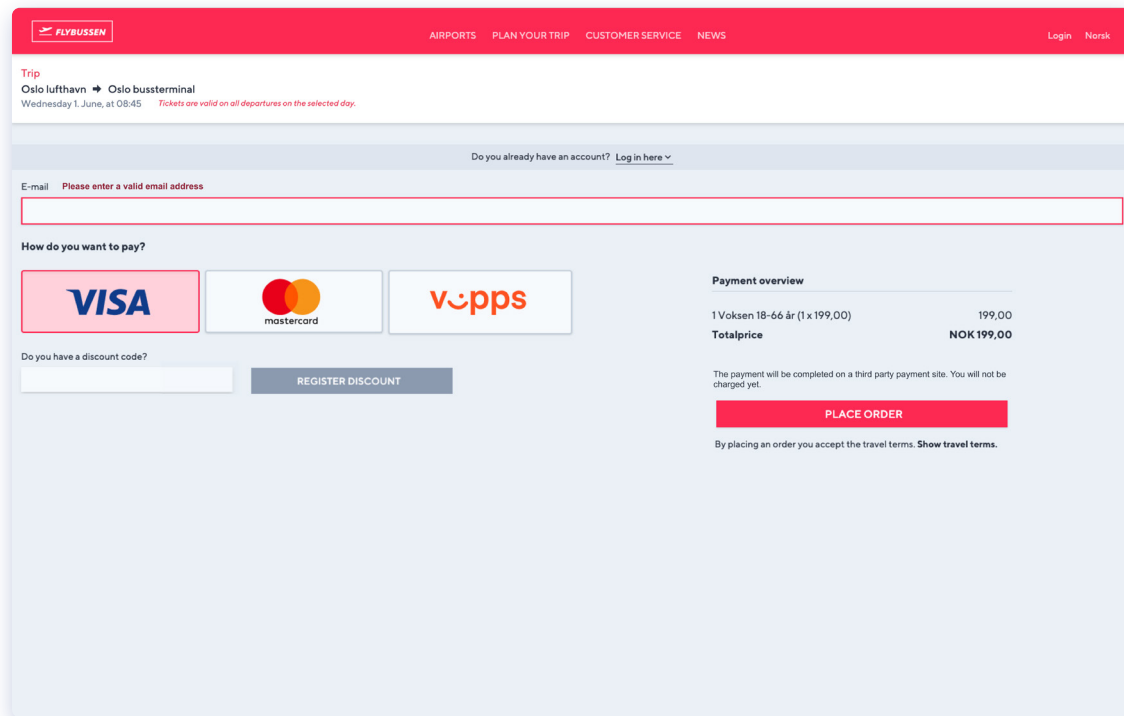 FLYBUSSEN
AIRPORTS PLAN YOUR TRIP CUSTOMER SERVICE NEWS
Login Norsk
Trip
Oslo lufthavn ➜ Oslo bussterminal
Wednesday 1. June, at 08:45 Tickets are valid on all departures on the selected day.
Do you already have an account? Log in here
E-mail Please enter a valid email address
How do you want to pay?
VISA
mastercard
vipps
Do you have a discount code?
REGISTER DISCOUNT
Payment overview
1 Voksen 18-66 år (1 x 199,00) 199,00
Totalprice NOK 199,00
The payment will be completed on a third party payment site. You will not be
charged yet.
PLACE ORDER
By placing an order you accept the travel terms. Show travel terms.